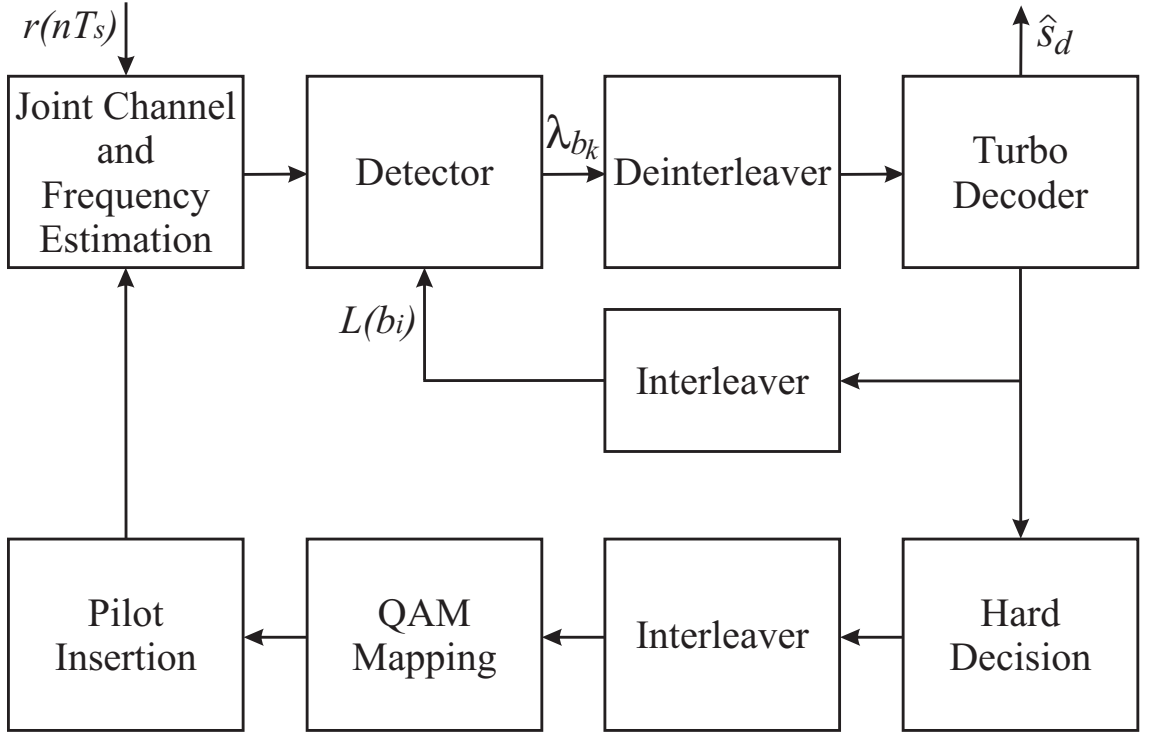 r(nTs)
ŝd
Joint Channel
and
Frequency
Estimation
Detector
λbk
Deinterleaver
Turbo
Decoder
L(bi)
Interleaver
Pilot
Insertion
QAM
Mapping
Interleaver
Hard
Decision